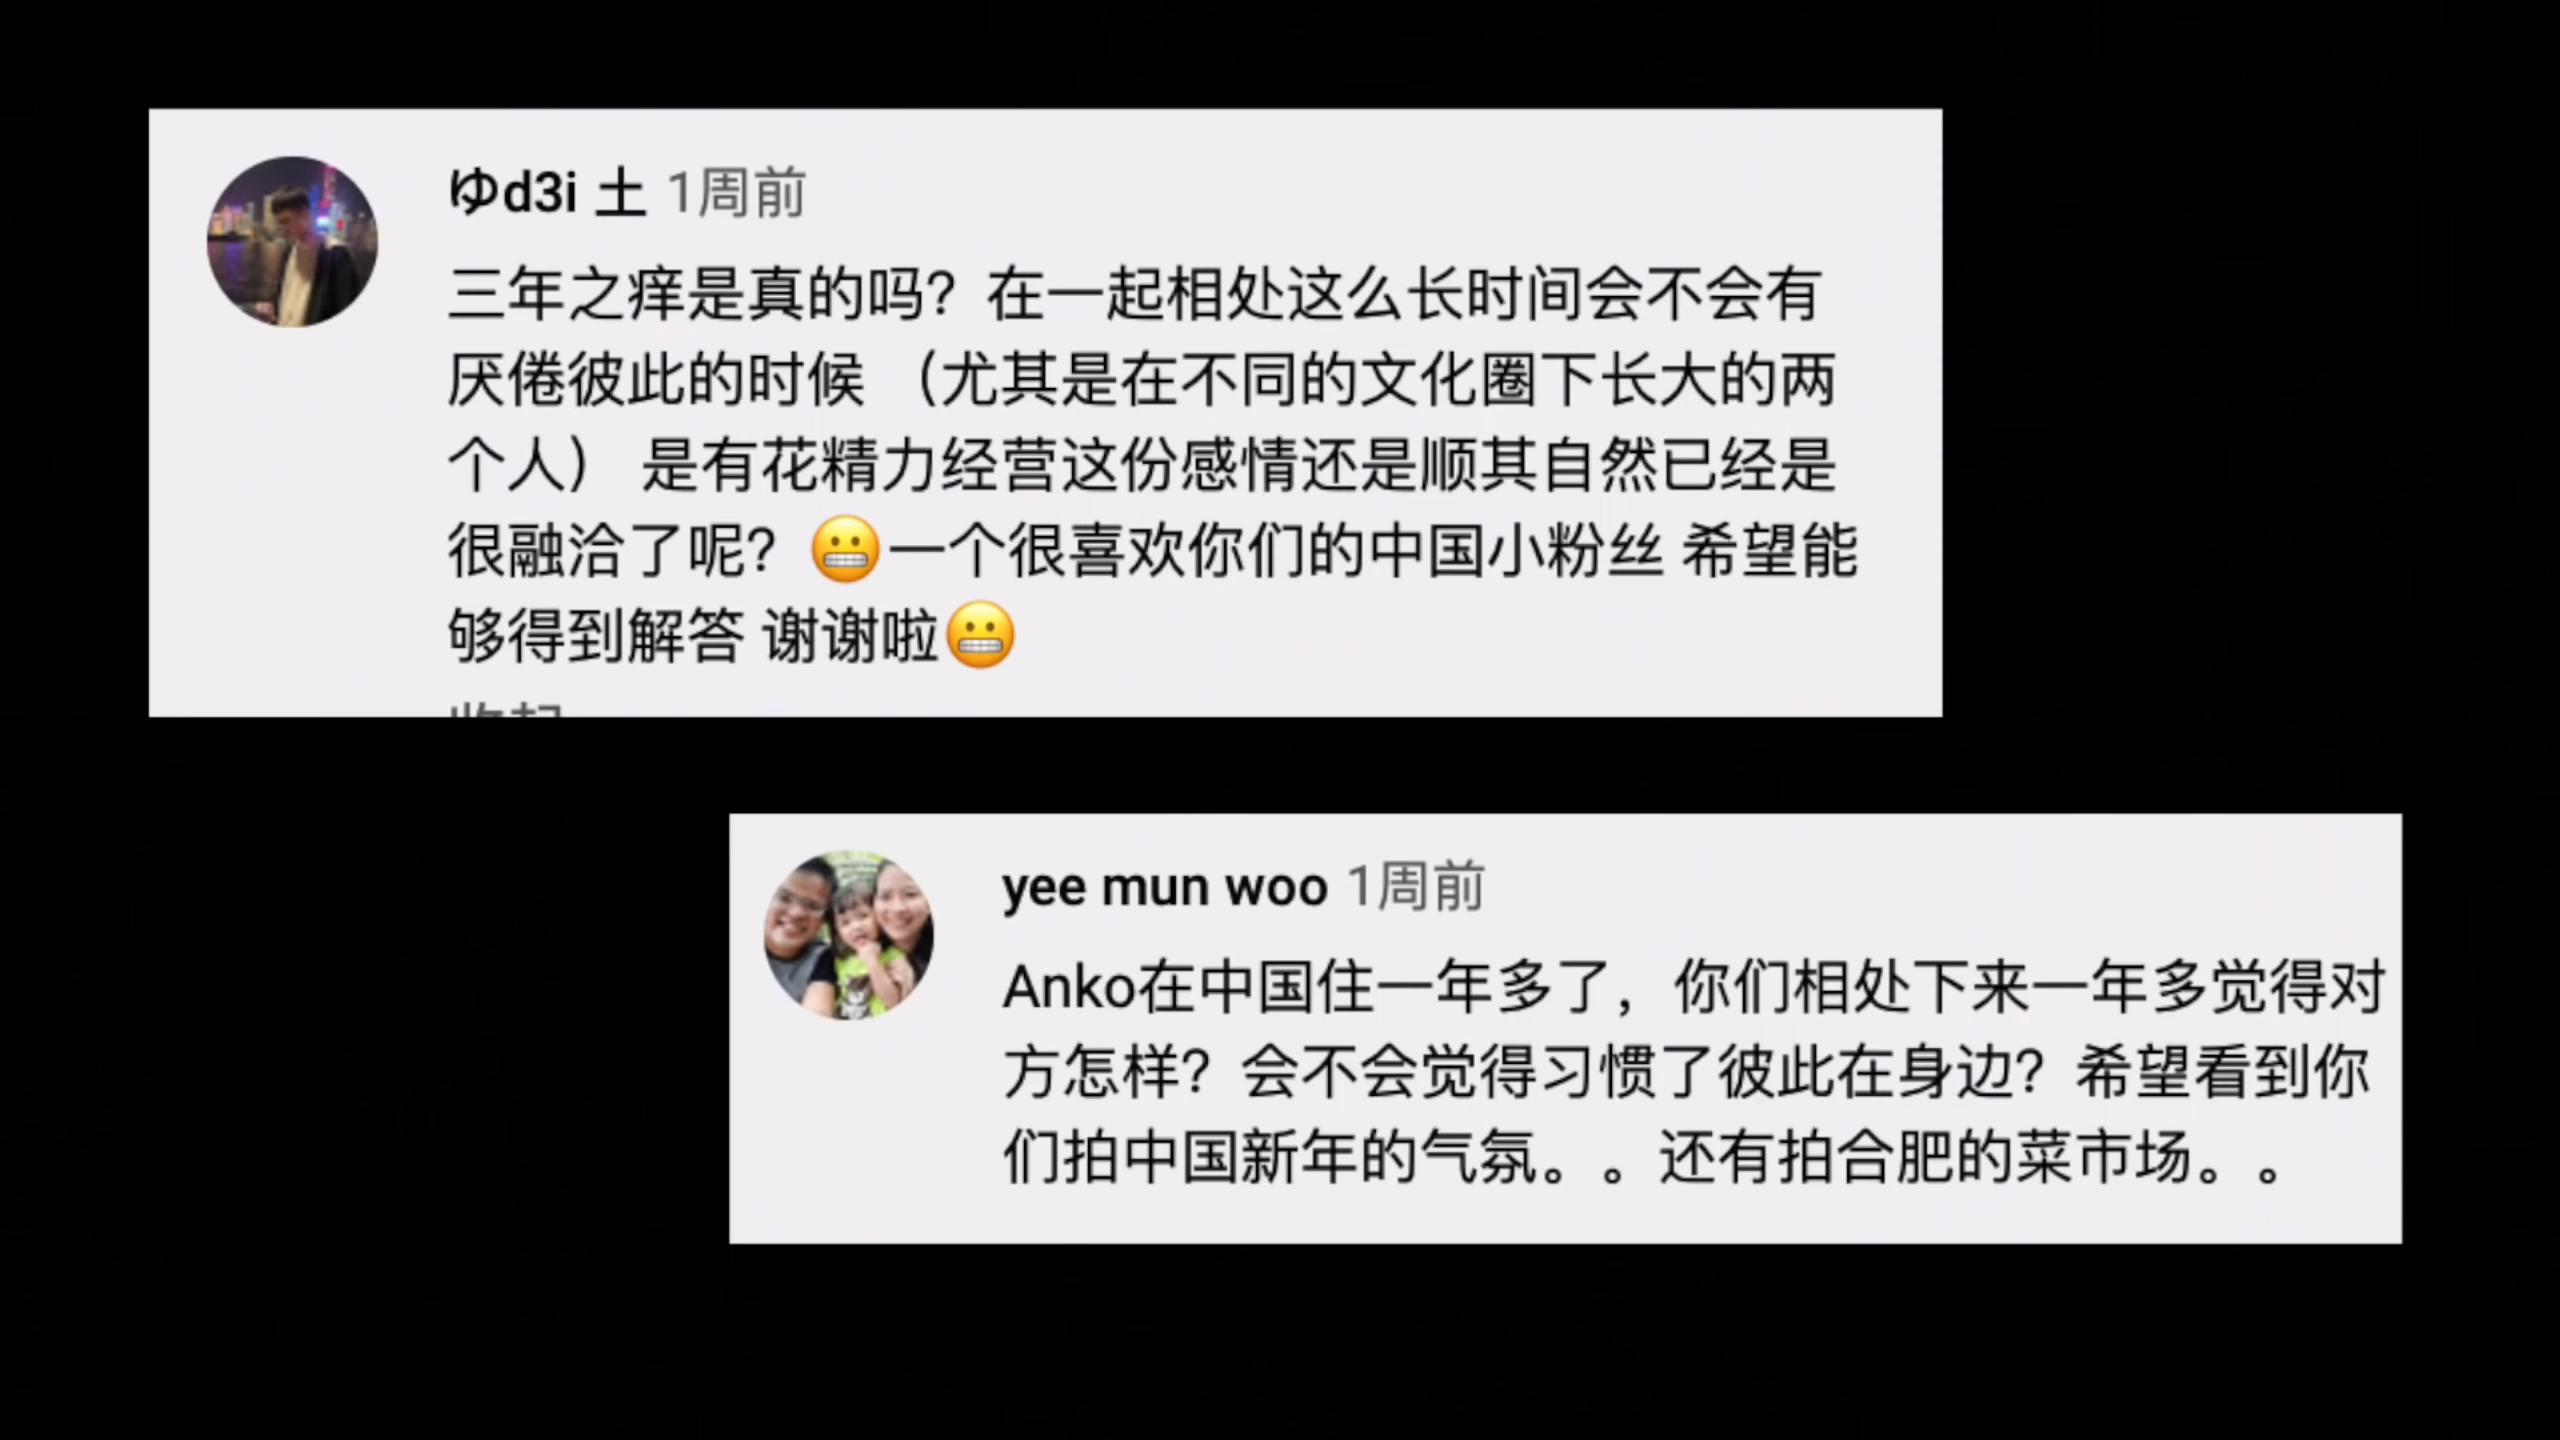 ゆd3i 土 1周前
三年之痒是真的吗？在一起相处这么长时间会不会有
厌倦彼此的时候 （尤其是在不同的文化圈下长大的两
个人） 是有花精力经营这份感情还是顺其自然已经是
很融洽了呢？😬一个很喜欢你们的中国小粉丝 希望能
够得到解答 谢谢啦😬
收起
yee mun woo 1周前
Anko在中国住一年多了，你们相处下来一年多觉得对
方怎样？会不会觉得习惯了彼此在身边？希望看到你
们拍中国新年的气氛。。还有拍合肥的菜市场。。